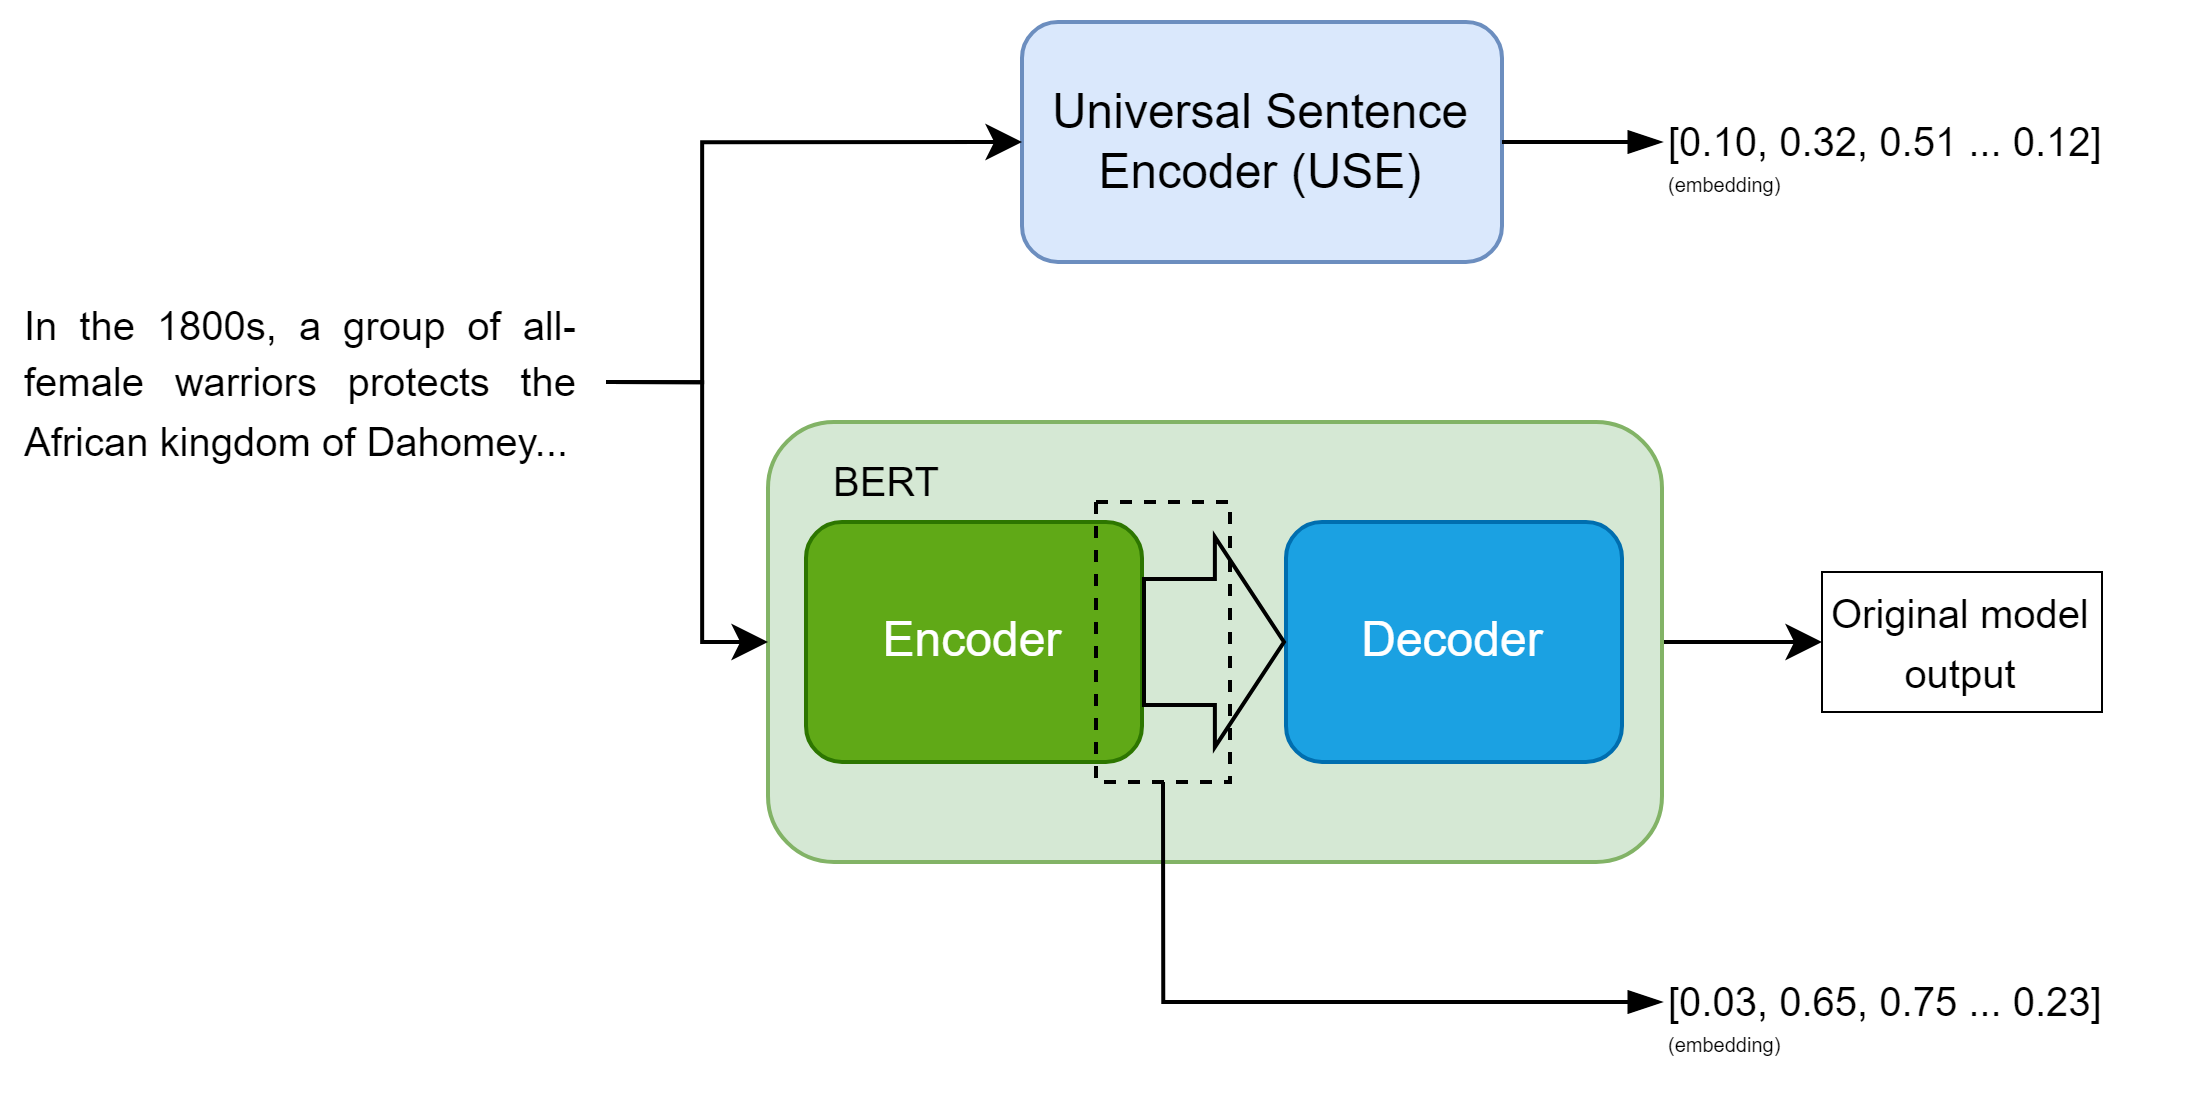 Universal Sentence
Encoder (USE)
[0.10, 0.32, 0.51 ... 0.12]
(embedding)
In the 1800s, a group of all-
female warriors protects the
African kingdom of Dahomey...
BERT
Encoder
Decoder
Original model
output
[0.03, 0.65, 0.75 ... 0.23]
(embedding)